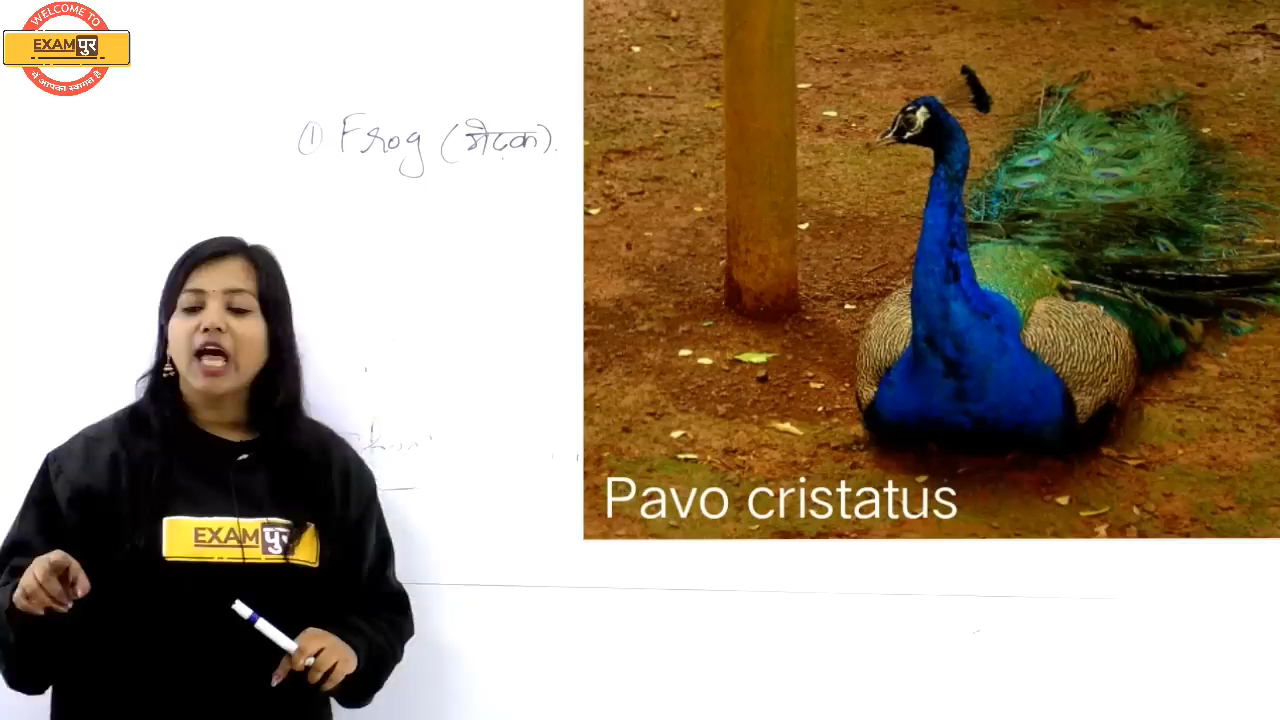 WELCOME TO
EXAMपुर
में आपका स्वागत है
① Frog (मेंढक).
EXAMपुर
Pavo cristatus